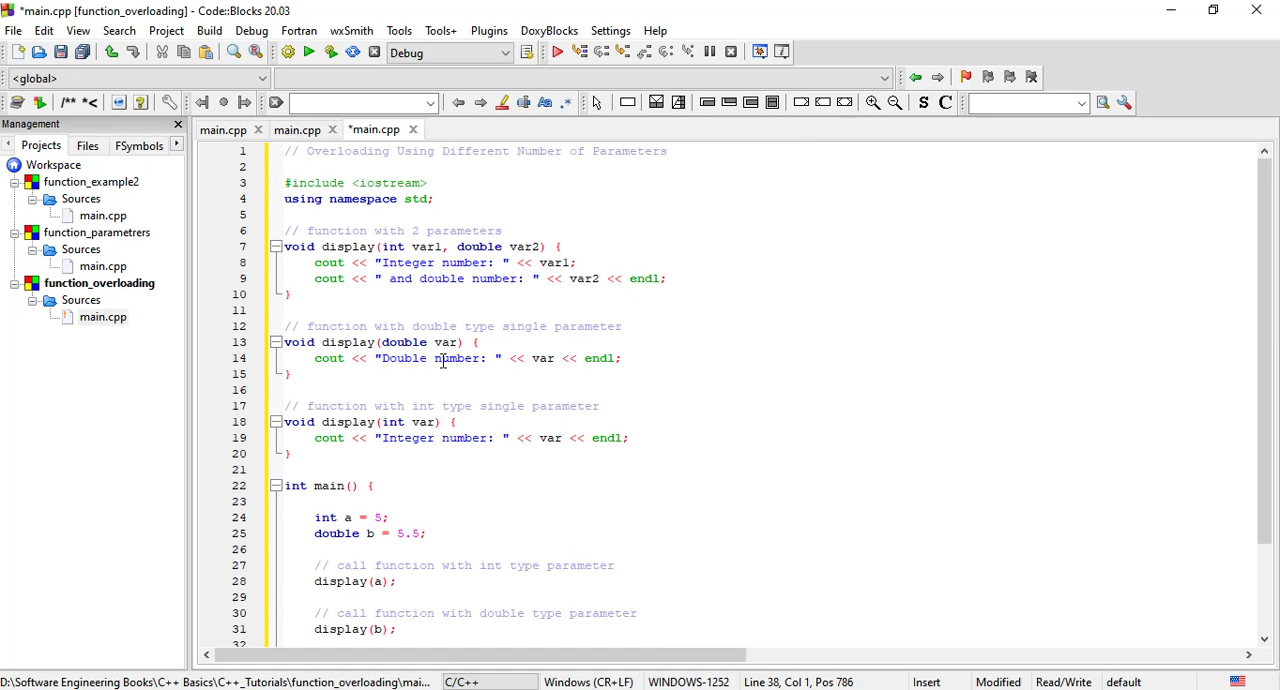 *main.cpp [function_overloading] - Code::Blocks 20.03
File Edit View Search Project Build Debug Fortran wxSmith Tools Tools+ Plugins DoxyBlocks Settings Help
Debug
<global>
/** *< Aa .* S C
Management
Projects Files FSymbols
main.cpp main.cpp *main.cpp
Workspace
function_example2
Sources
main.cpp
function_parametrers
Sources
main.cpp
function_overloading
Sources
main.cpp
1 // Overloading Using Different Number of Parameters
2
3 #include <iostream>
4 using namespace std;
5
6 // function with 2 parameters
7 void display(int var1, double var2) {
8 cout << "Integer number: " << var1;
9 cout << " and double number: " << var2 << endl;
10 }
11
12 // function with double type single parameter
13 void display(double var) {
14 cout << "Double number: " << var << endl;
15 }
16
17 // function with int type single parameter
18 void display(int var) {
19 cout << "Integer number: " << var << endl;
20 }
21
22 int main() {
23
24 int a = 5;
25 double b = 5.5;
26
27 // call function with int type parameter
28 display(a);
29
30 // call function with double type parameter
31 display(b);
32
D:\Software Engineering Books\C++ Basics\C++_Tutorials\function_overloading\mai... C/C++ Windows (CR+LF) WINDOWS-1252 Line 38, Col 1, Pos 786 Insert Modified Read/Write default